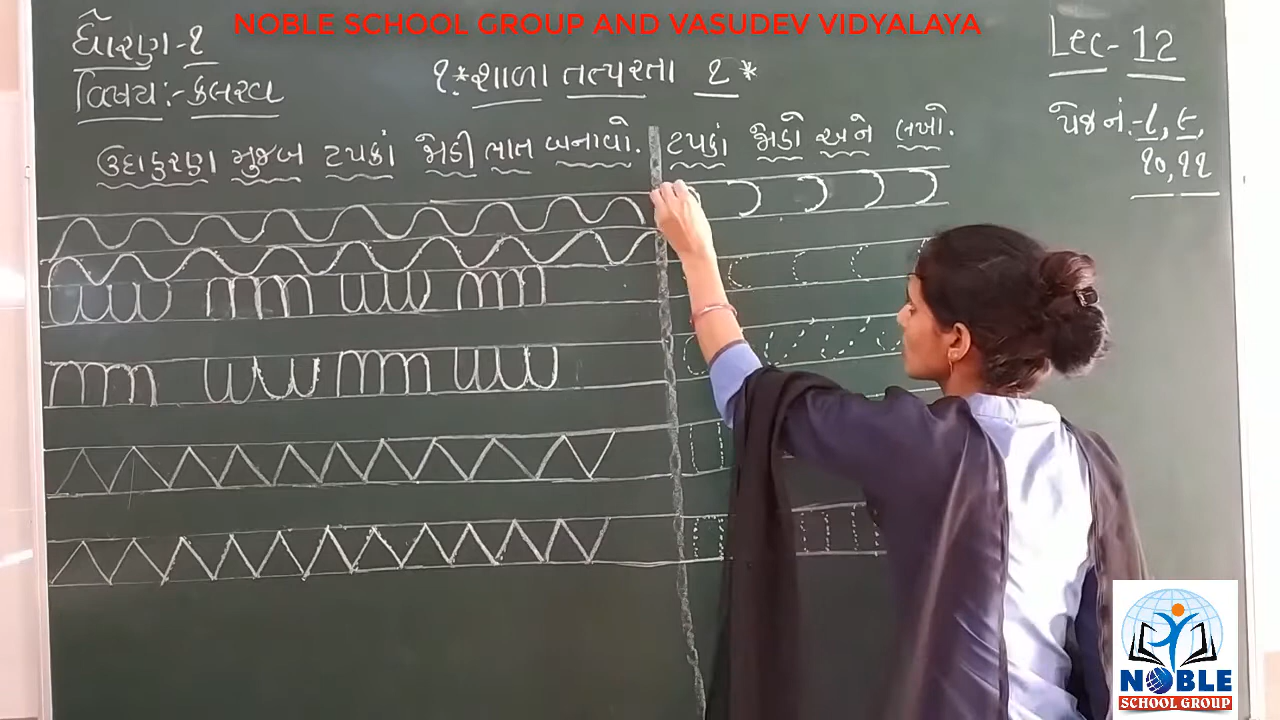 NOBLE SCHOOL GROUP AND VASUDEV VIDYALAYA
ધોરણ-૧
વિષય:- કલરવ
૧.*શાળા તત્પરતા ૨*
Lec- 12
પેજ નં.-૮, ૯,
૧૦,૧૧
ઉદાહરણ મુજબ ટપકાં જોડી ભાત બનાવો.
ટપકાં જોડો અને લખો.
NOBLE
SCHOOL GROUP